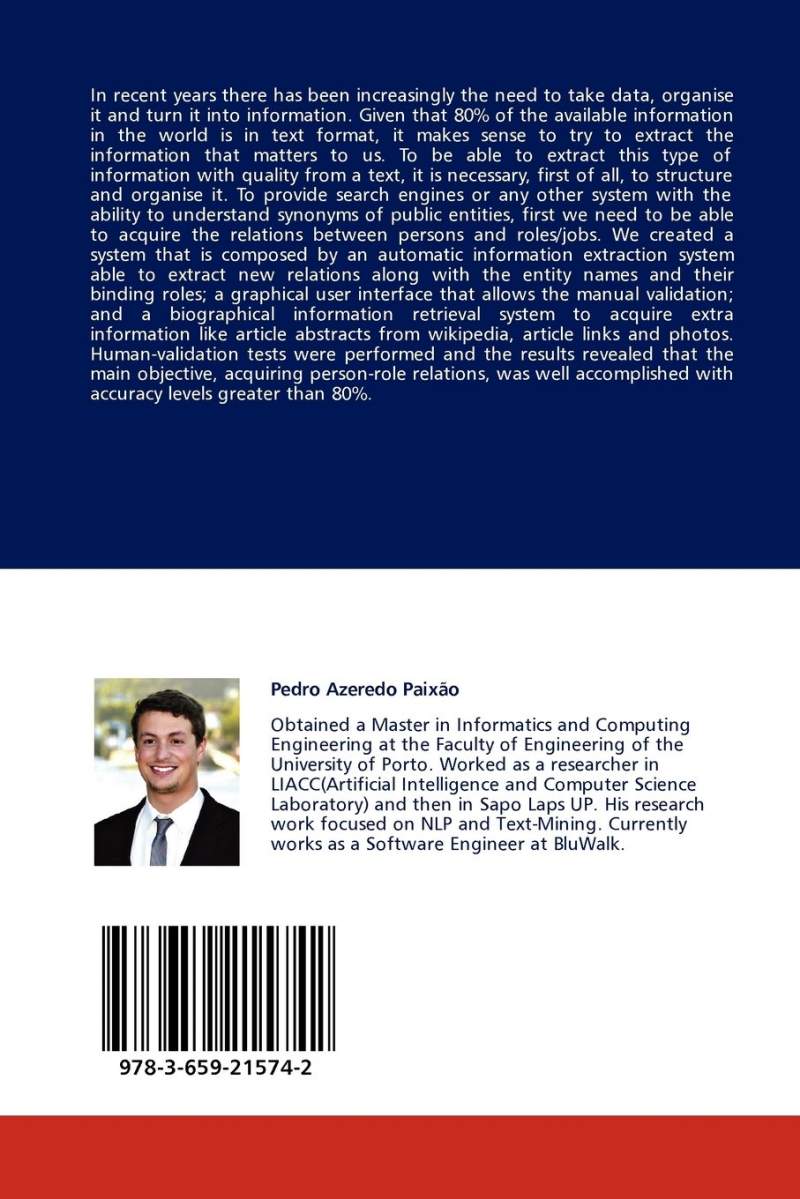 In recent years there has been increasingly the need to take data, organise
it and turn it into information. Given that 80% of the available information
in the world is in text format, it makes sense to try to extract the
information that matters to us. To be able to extract this type of
information with quality from a text, it is necessary, first of all, to structure
and organise it. To provide search engines or any other system with the
ability to understand synonyms of public entities, first we need to be able
to acquire the relations between persons and roles/jobs. We created a
system that is composed by an automatic information extraction system
able to extract new relations along with the entity names and their
binding roles; a graphical user interface that allows the manual validation;
and a biographical information retrieval system to acquire extra
information like article abstracts from wikipedia, article links and photos.
Human-validation tests were performed and the results revealed that the
main objective, acquiring person-role relations, was well accomplished with
accuracy levels greater than 80%.
Pedro Azeredo Paixão
Obtained a Master in Informatics and Computing
Engineering at the Faculty of Engineering of the
University of Porto. Worked as a researcher in
LIACC(Artificial Intelligence and Computer Science
Laboratory) and then in Sapo Laps UP. His research
work focused on NLP and Text-Mining. Currently
works as a Software Engineer at BluWalk.
978-3-659-21574-2